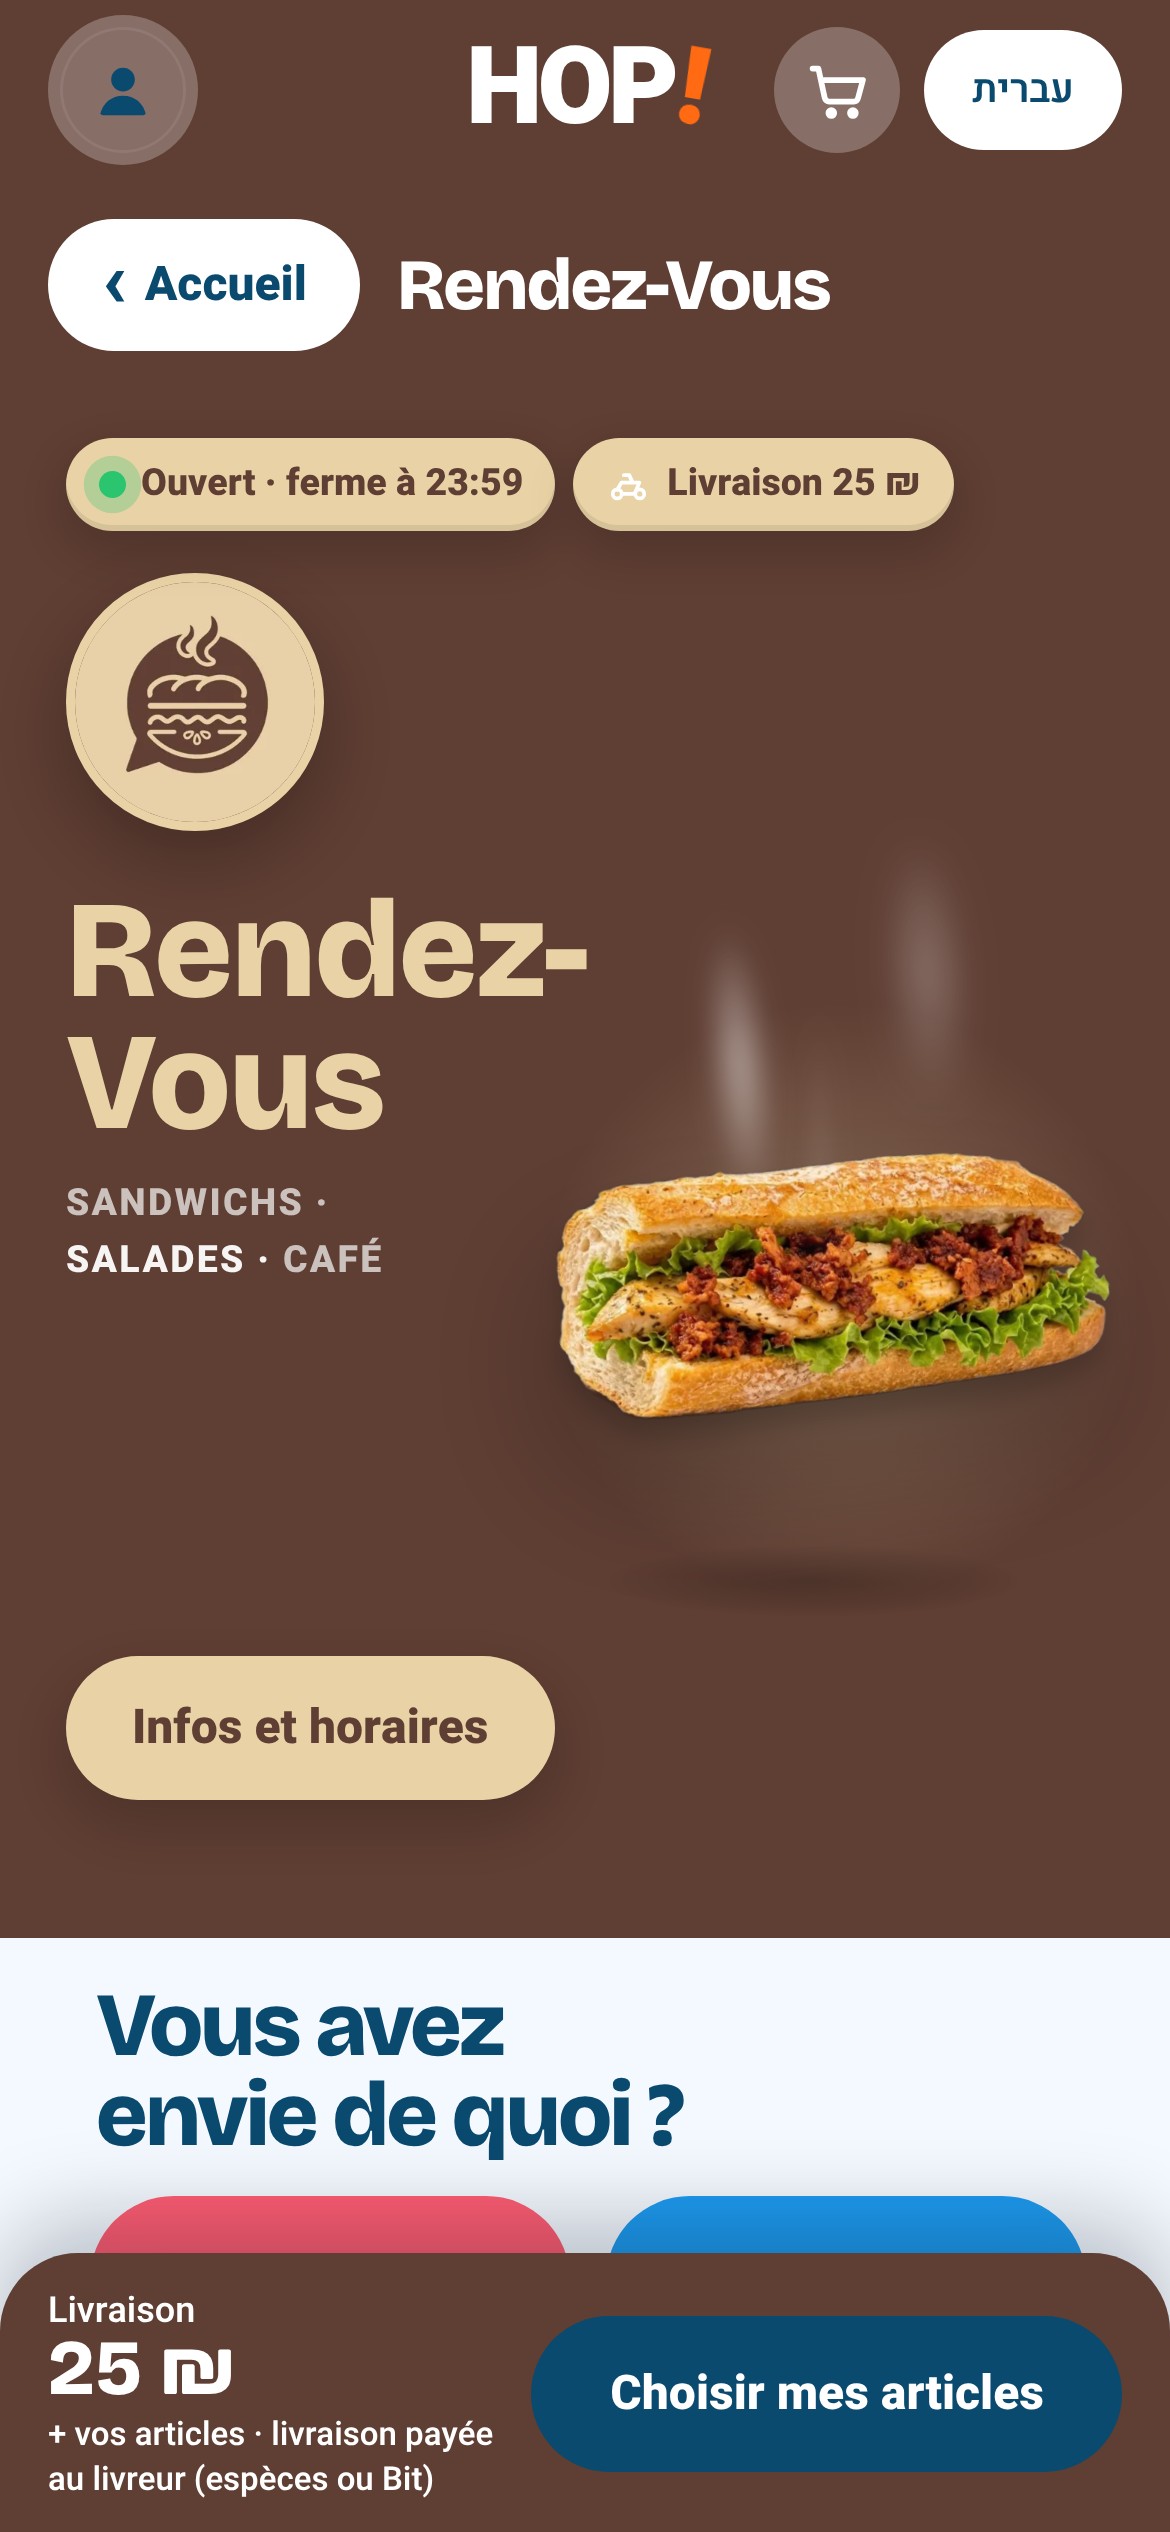 HOP!
עברית
‹ Accueil
Rendez-Vous
Ouvert · ferme à 23:59
Livraison 25 ₪
Rendez-
Vous
SANDWICHS ·
SALADES · CAFÉ
Infos et horaires
Vous avez
envie de quoi ?
Livraison
25 ₪
+ vos articles · livraison payée
au livreur (espèces ou Bit)
Choisir mes articles